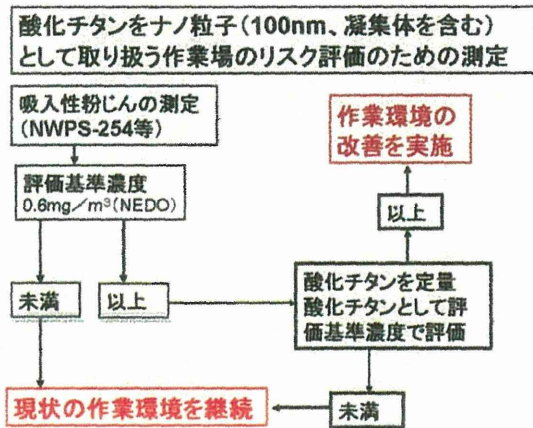 酸化チタンをナノ粒子(100nm、凝集体を含む)
として取り扱う作業場のリスク評価のための測定
吸入性粉じんの測定
(NWPS-254等)
作業環境の
改善を実施
評価基準濃度
0.6mg/m³(NEDO)
以上
未満
以上
酸化チタンを定量
酸化チタンとして評
価基準濃度で評価
現状の作業環境を継続
未満